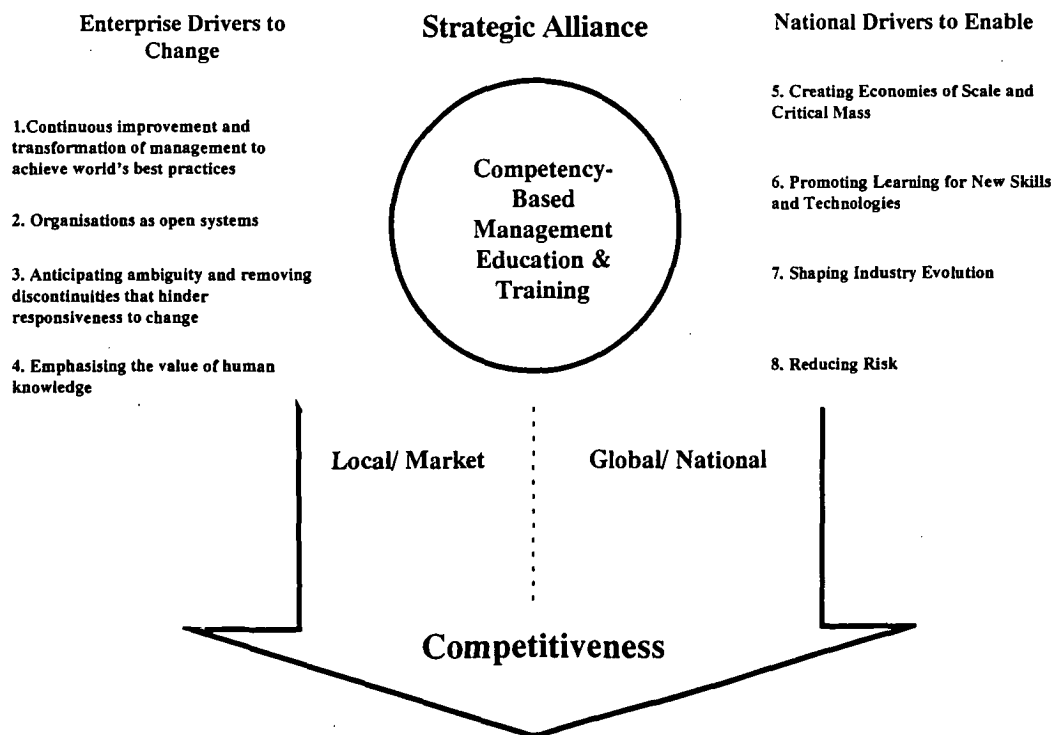 Enterprise Drivers to
Change
1.Continuous improvement and
transformation of management to
achieve world's best practices
2. Organisations as open systems
3. Anticipating ambiguity and removing
discontinuities that hinder
responsiveness to change
4. Emphasising the value of human
knowledge
Strategic Alliance
Competency-
Based
Management
Education &
Training
National Drivers to Enable
5. Creating Economies of Scale and
Critical Mass
6. Promoting Learning for New Skills
and Technologies
7. Shaping Industry Evolution
8. Reducing Risk
Local/ Market
Global/ National
Competitiveness